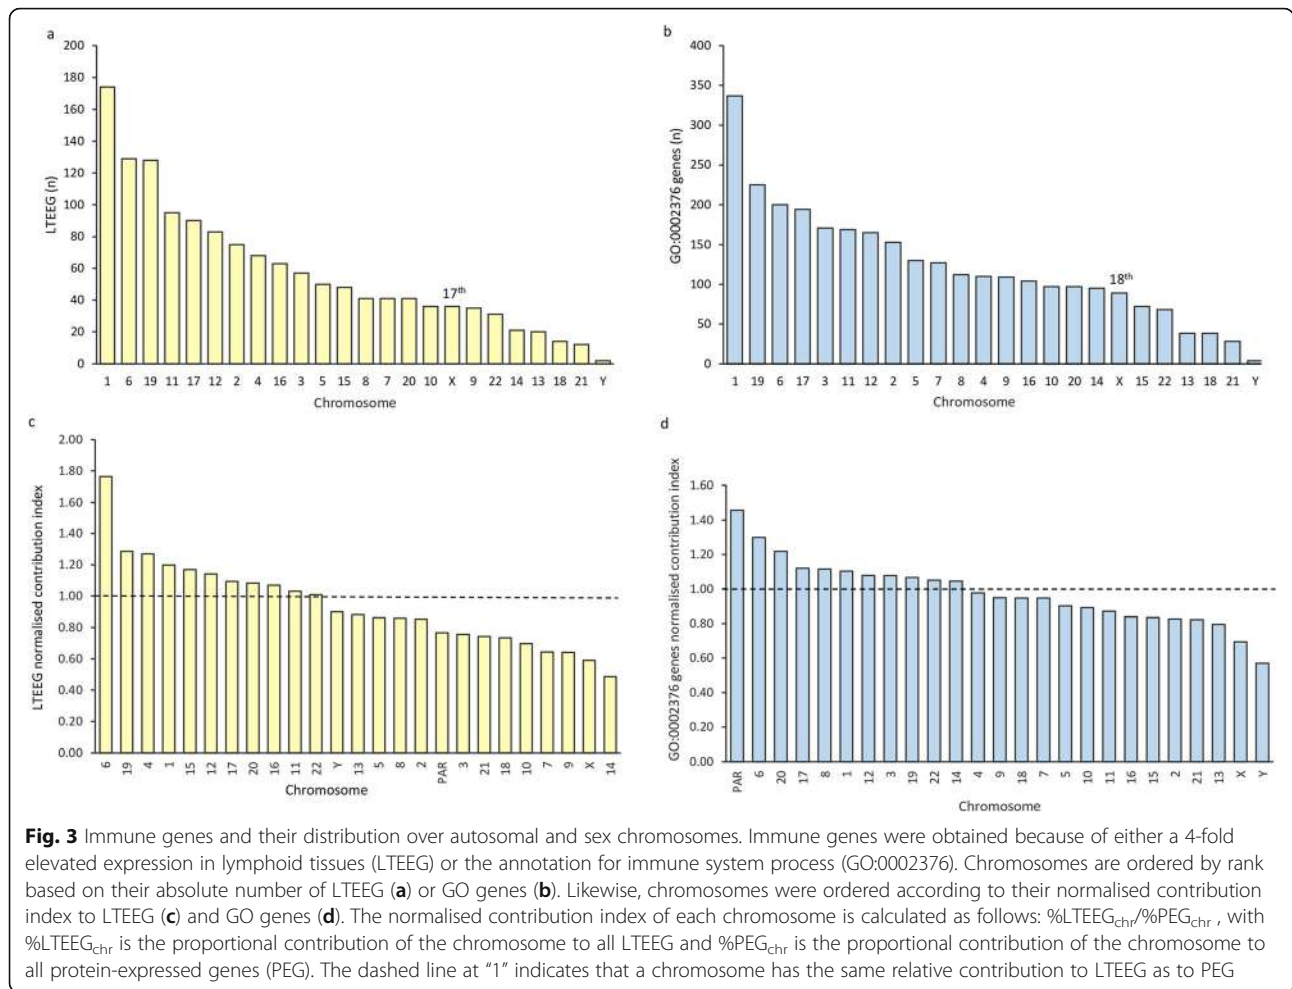 a
200
180
160
140
120
100
80
60
40
20
0
LTEEG (n)
17th
1 6 19 11 17 12 2 4 16 3 5 15 8 7 20 10 X 9 22 14 13 18 21 Y
Chromosome
b
400
350
300
250
200
150
100
50
0
GO:0002376 genes (n)
18th
1 19 6 17 3 11 12 2 5 7 8 4 9 16 10 20 14 X 15 22 13 18 21 Y
Chromosome
c
2.00
1.80
1.60
1.40
1.20
1.00
0.80
0.60
0.40
0.20
0.00
LTEEG normalised contribution index
6 19 4 1 15 12 17 20 16 11 22 Y 13 5 8 2 PAR 3 21 18 10 7 9 X 14
Chromosome
d
1.60
1.40
1.20
1.00
0.80
0.60
0.40
0.20
0.00
GO:0002376 genes normalised contribution index
PAR 6 20 17 8 1 12 3 19 22 14 4 9 18 7 5 10 11 16 15 2 21 13 X Y
Chromosome
Fig. 3 Immune genes and their distribution over autosomal and sex chromosomes. Immune genes were obtained because of either a 4-fold
elevated expression in lymphoid tissues (LTEEG) or the annotation for immune system process (GO:0002376). Chromosomes are ordered by rank
based on their absolute number of LTEEG (a) or GO genes (b). Likewise, chromosomes were ordered according to their normalised contribution
index to LTEEG (c) and GO genes (d). The normalised contribution index of each chromosome is calculated as follows: %LTEEGchr/%PEGchr , with
%LTEEGchr is the proportional contribution of the chromosome to all LTEEG and %PEGchr is the proportional contribution of the chromosome to
all protein-expressed genes (PEG). The dashed line at “1” indicates that a chromosome has the same relative contribution to LTEEG as to PEG